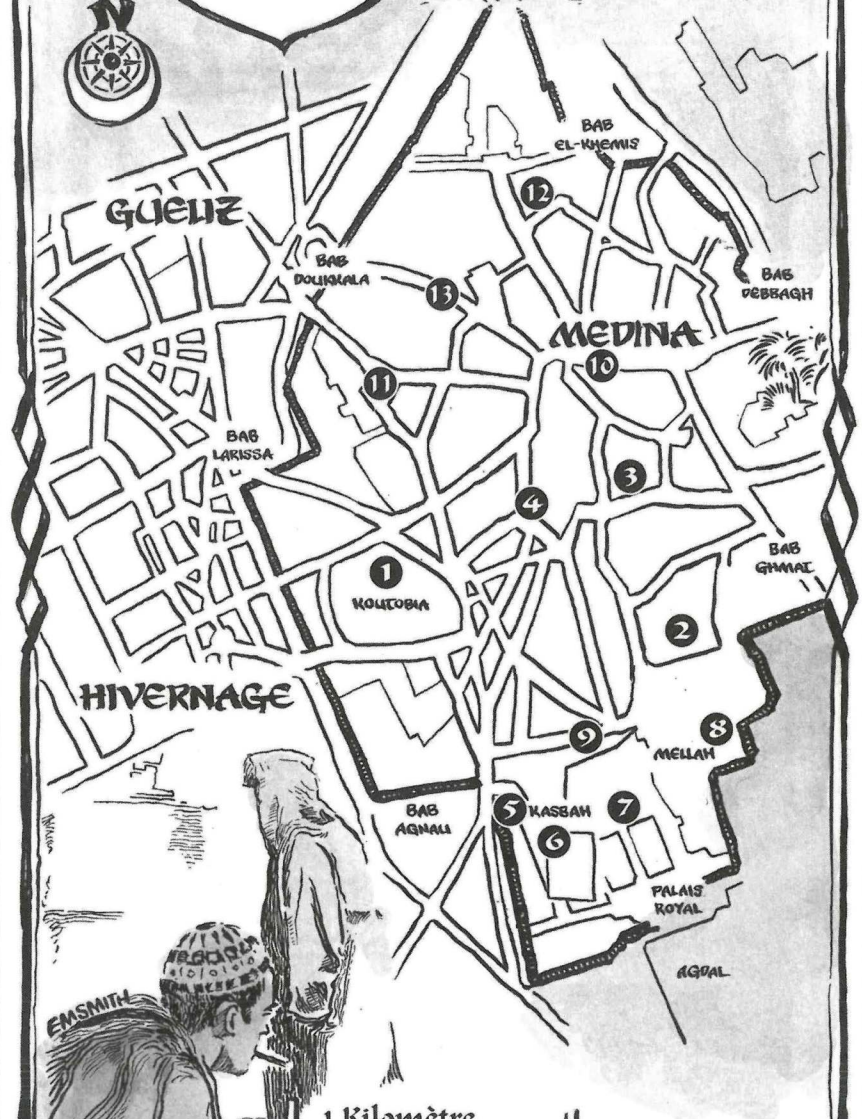 N
BAB
EL-KHEMIS
12
GUELIZ
BAB
DOUKKALA
13
BAB
DEBBAGH
MEDINA
10
11
BAB
LARISSA
3
4
BAB
GHMAT
1
KOUTOBIA
2
HIVERNAGE
9
8
MELLAH
BAB
AGNAU
5
KASBAH
7
6
PALAIS
ROYAL
AGDAL
EMSMITH
1 Kilomètre